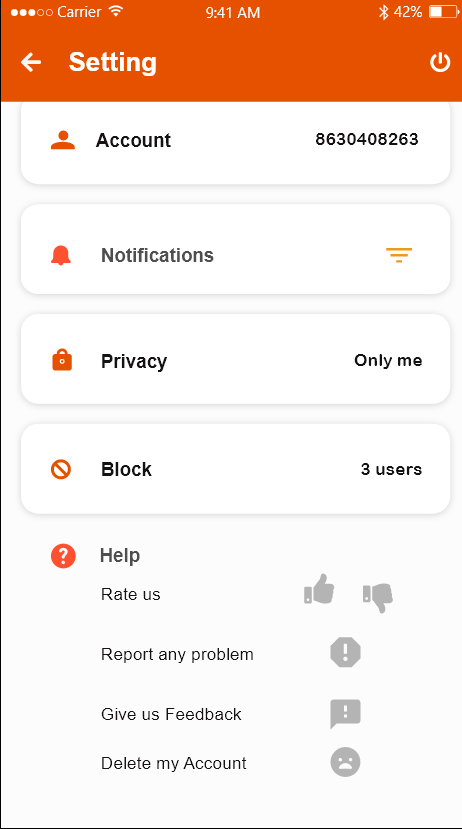 Carrier 9:41 AM 42%
Setting
Account 8630408263
Notifications
Privacy Only me
Block 3 users
Help
Rate us
Report any problem
Give us Feedback
Delete my Account